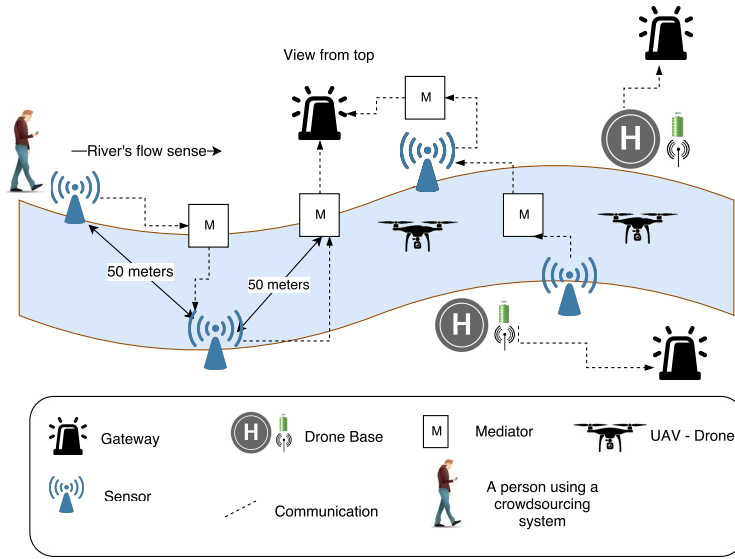 View from top
M
River's flow sense
H
M
M
M
50 meters
50 meters
H
Gateway
H
Drone Base
M
Mediator
UAV - Drone
Sensor
Communication
A person using a
crowdsourcing
system